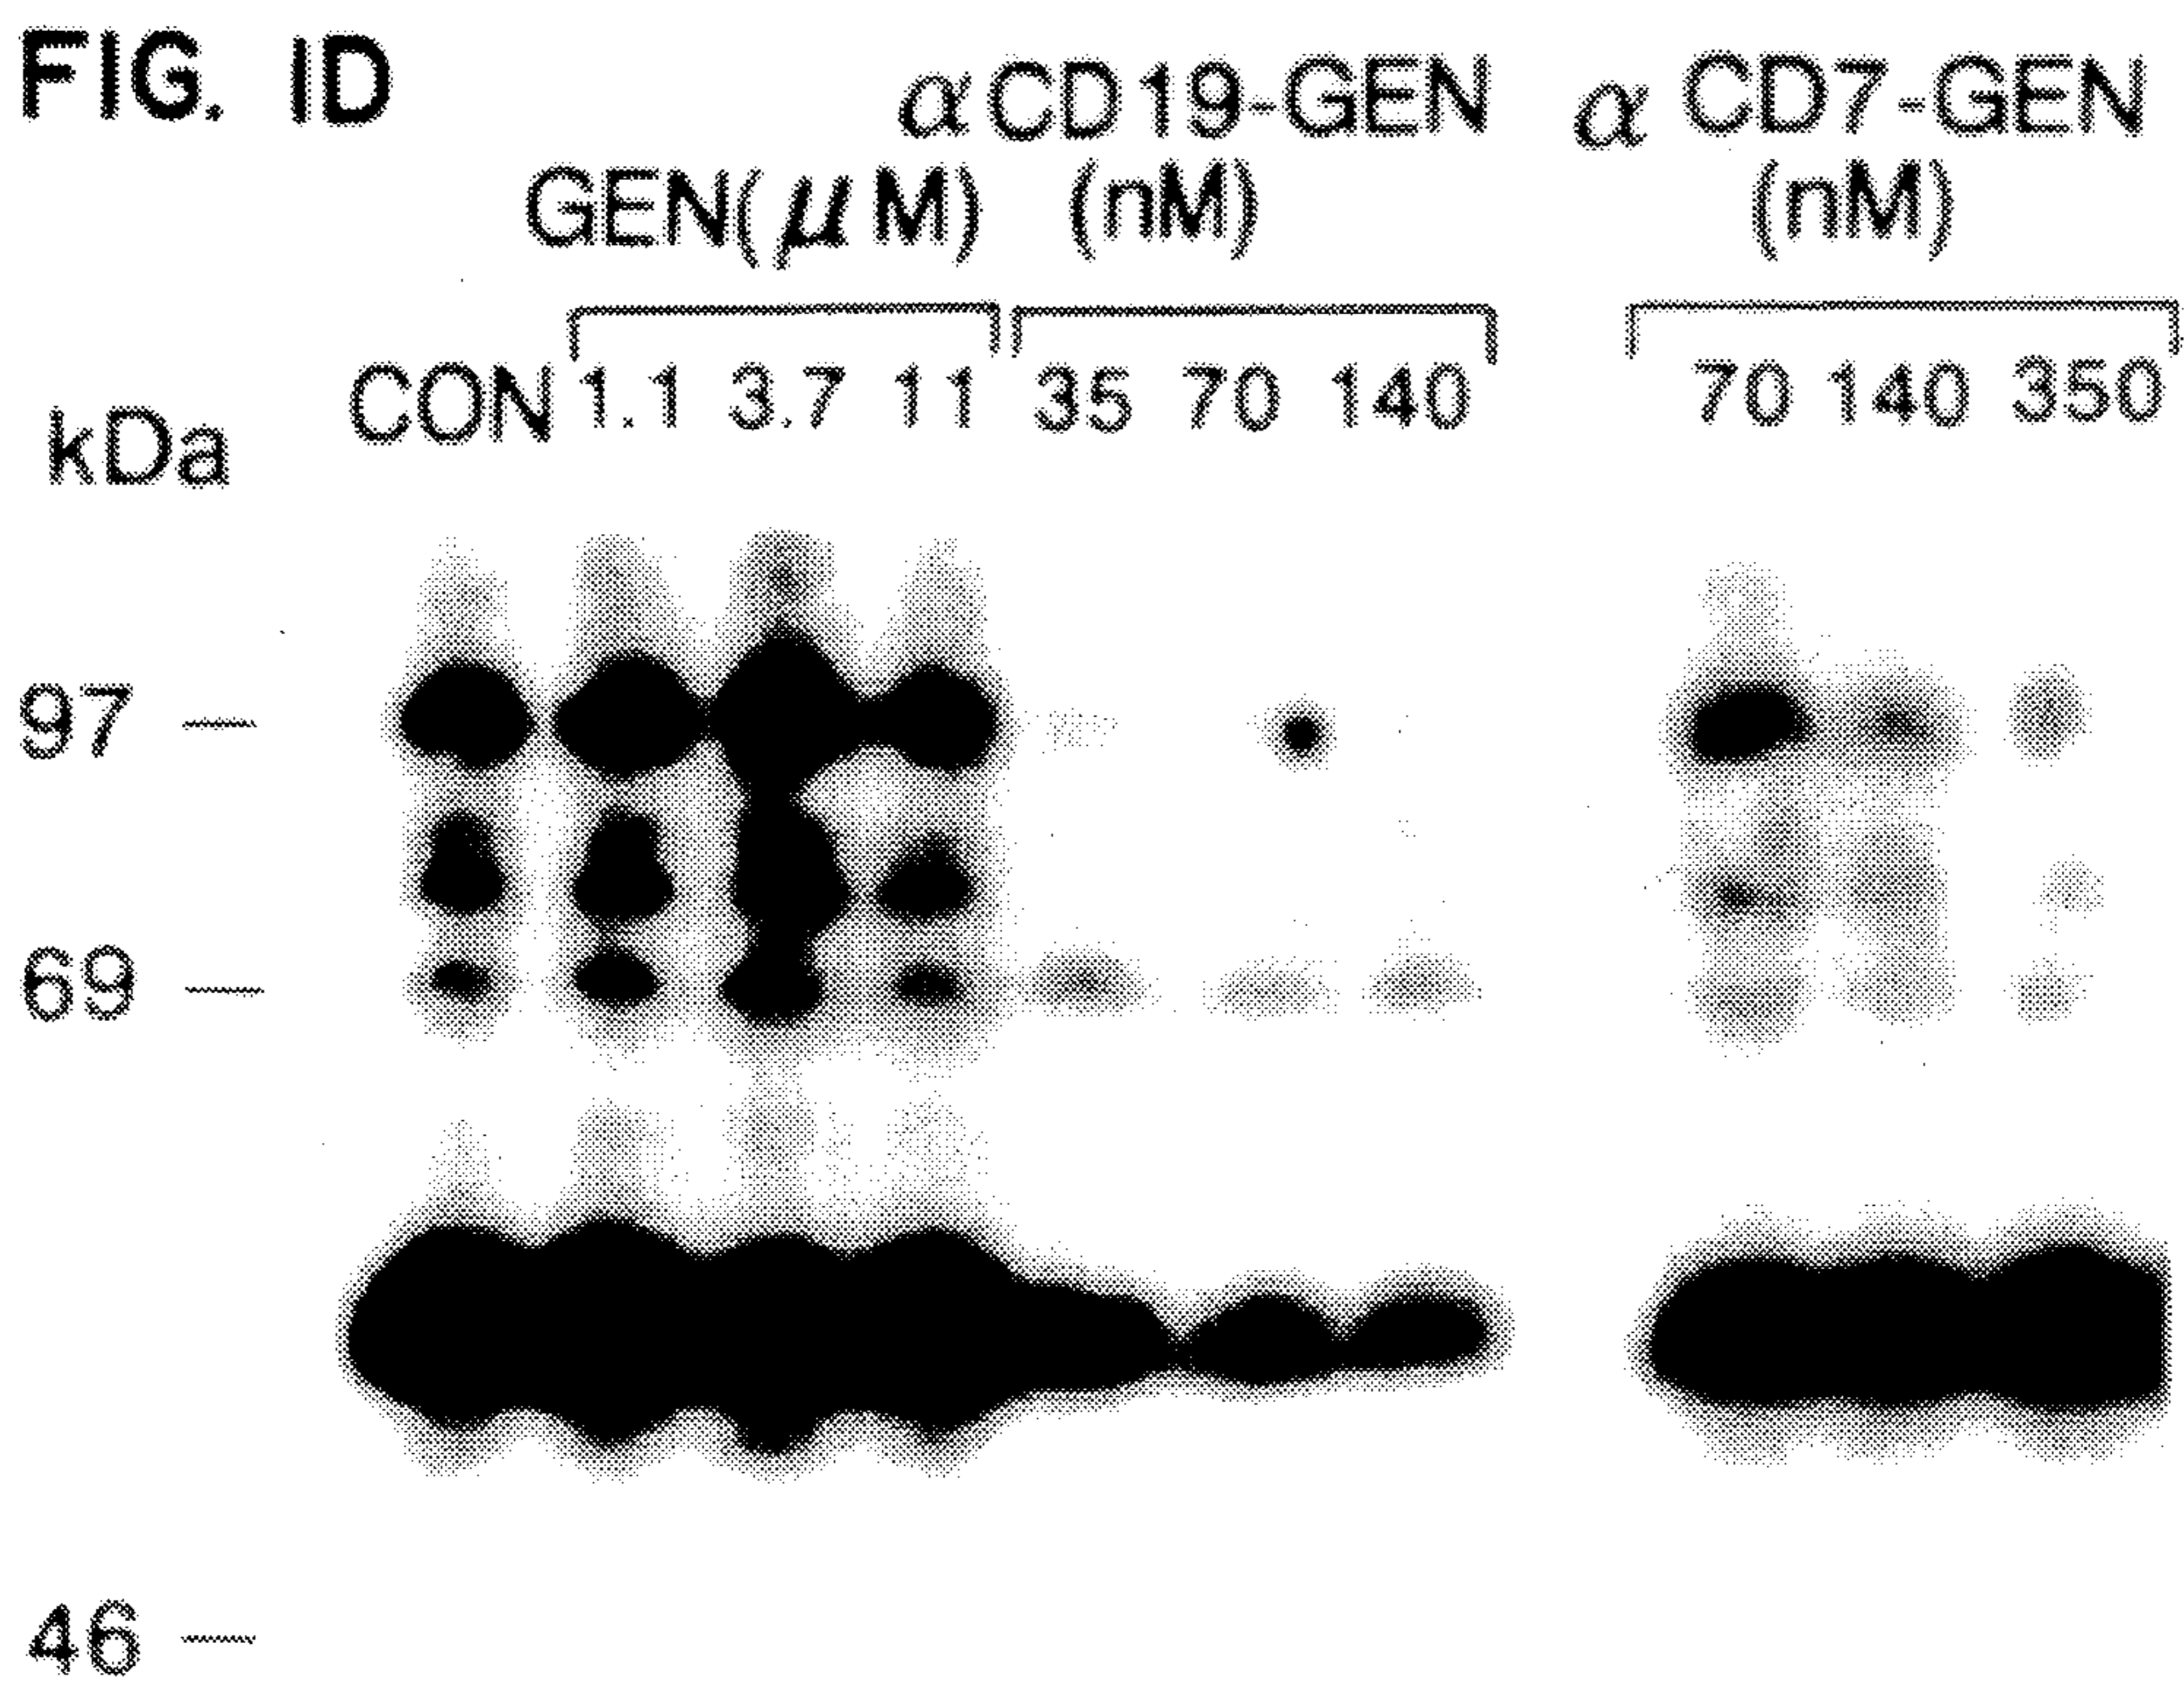 FIG. 1D
αCD19-GEN α CD7-GEN
GEN(μM) (nM) (nM)
CON 1.1 3.7 11 35 70 140 70 140 350
kDa
97 —
69 —
46 —